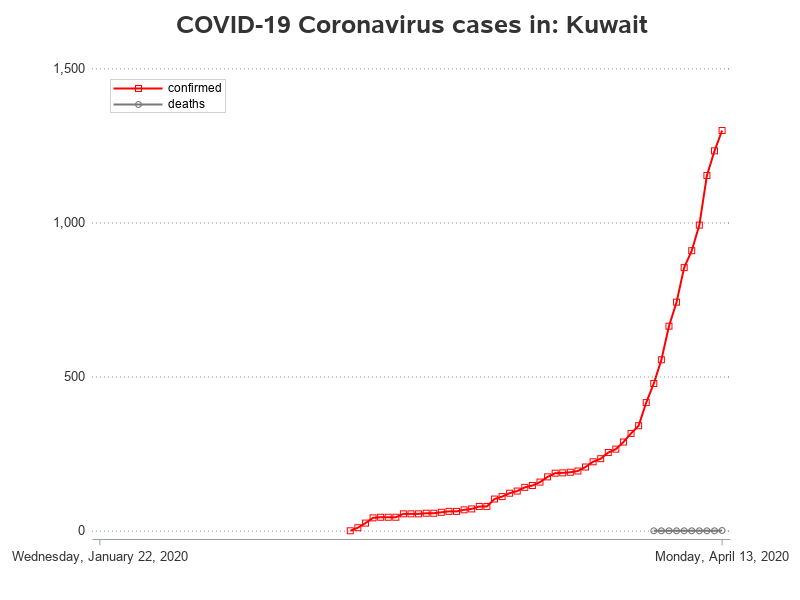 COVID-19 Coronavirus cases in: Kuwait
1,500
confirmed
deaths
1,000
500
0
Wednesday, January 22, 2020
Monday, April 13, 2020